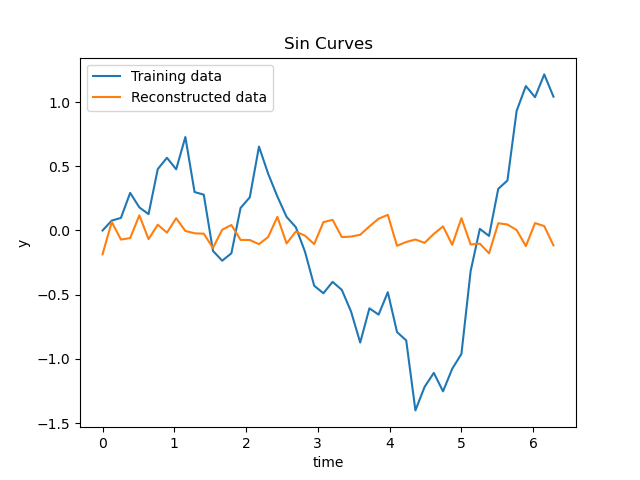 Sin Curves
Training data
Reconstructed data
1.0
0.5
0.0
−0.5
−1.0
−1.5
y
0 1 2 3 4 5 6
time